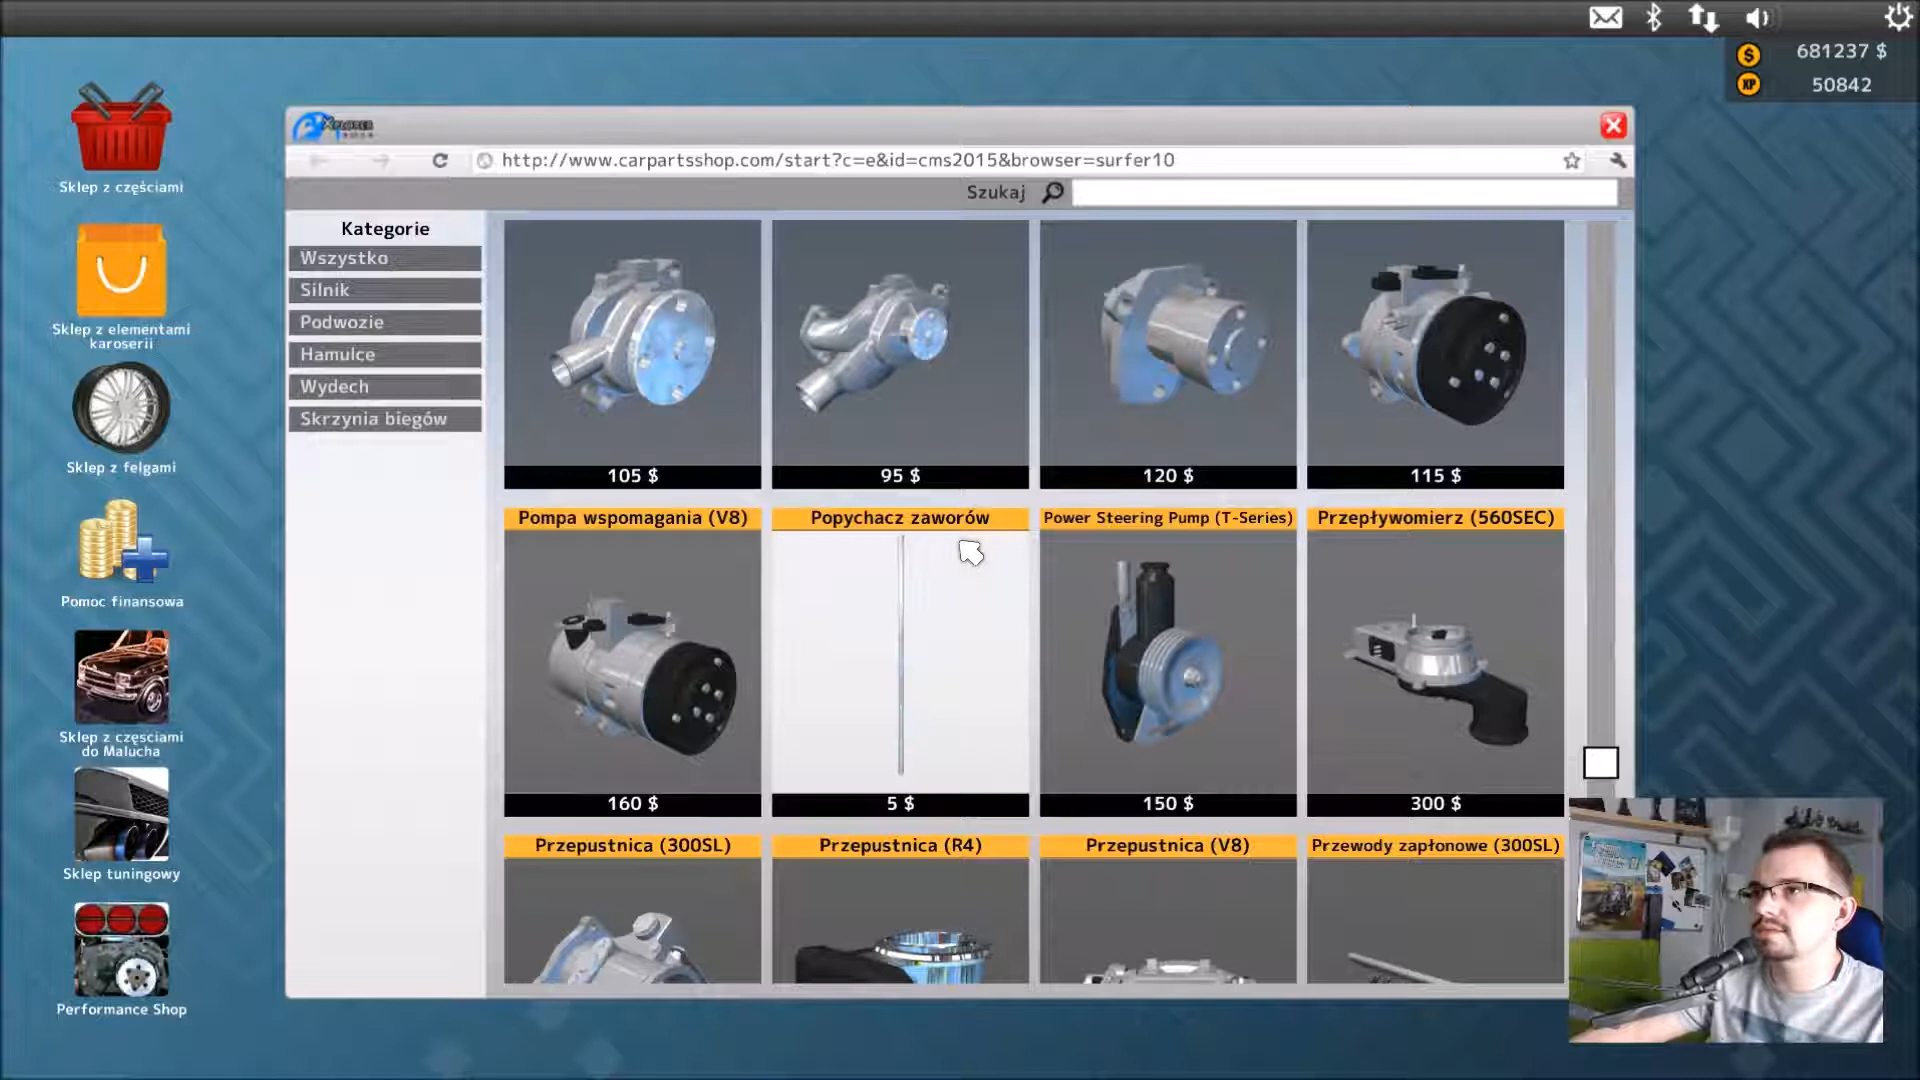 681237 $
50842
XP
http://www.carpartsshop.com/start?c=e&id=cms2015&browser=surfer10
Szukaj
Kategorie
Wszystko
Silnik
Podwozie
Hamulce
Wydech
Skrzynia biegów
Sklep z częściami
Sklep z elementami
karoserii
Sklep z felgami
Pomoc finansowa
Sklep z częsciami
do Malucha
Sklep tuningowy
Performance Shop
105 $
95 $
120 $
115 $
Pompa wspomagania (V8)
Popychacz zaworów
Power Steering Pump (T-Series)
Przepływomierz (560SEC)
160 $
5 $
150 $
300 $
Przepustnica (300SL)
Przepustnica (R4)
Przepustnica (V8)
Przewody zapłonowe (300SL)